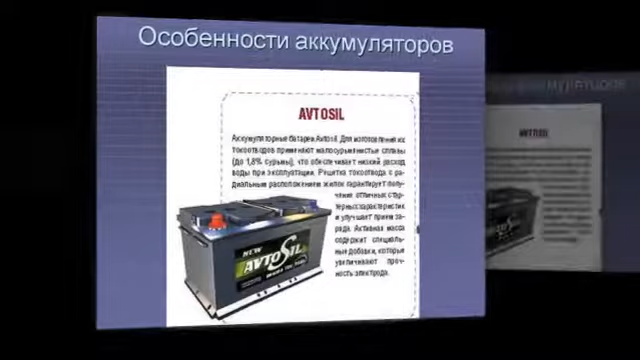 Особенности аккумуляторов
AVTOSIL
Аккумуляторные батареи Avtosil. Для изготовления их
токоотводов применяют малосурьмянистые сплавы
(до 1,8% сурьмы), что обеспечивает низкий расход
воды при эксплуатации. Решетка токоотвода с ра-
диальным расположением жилок гарантирует полу-
чение отличных стар-
терных характеристик
и улучшает прием за-
ряда. Активная масса
содержит специаль-
ные добавки, которые
увеличивают проч-
ность электрода.
NEW
AVTOSIL